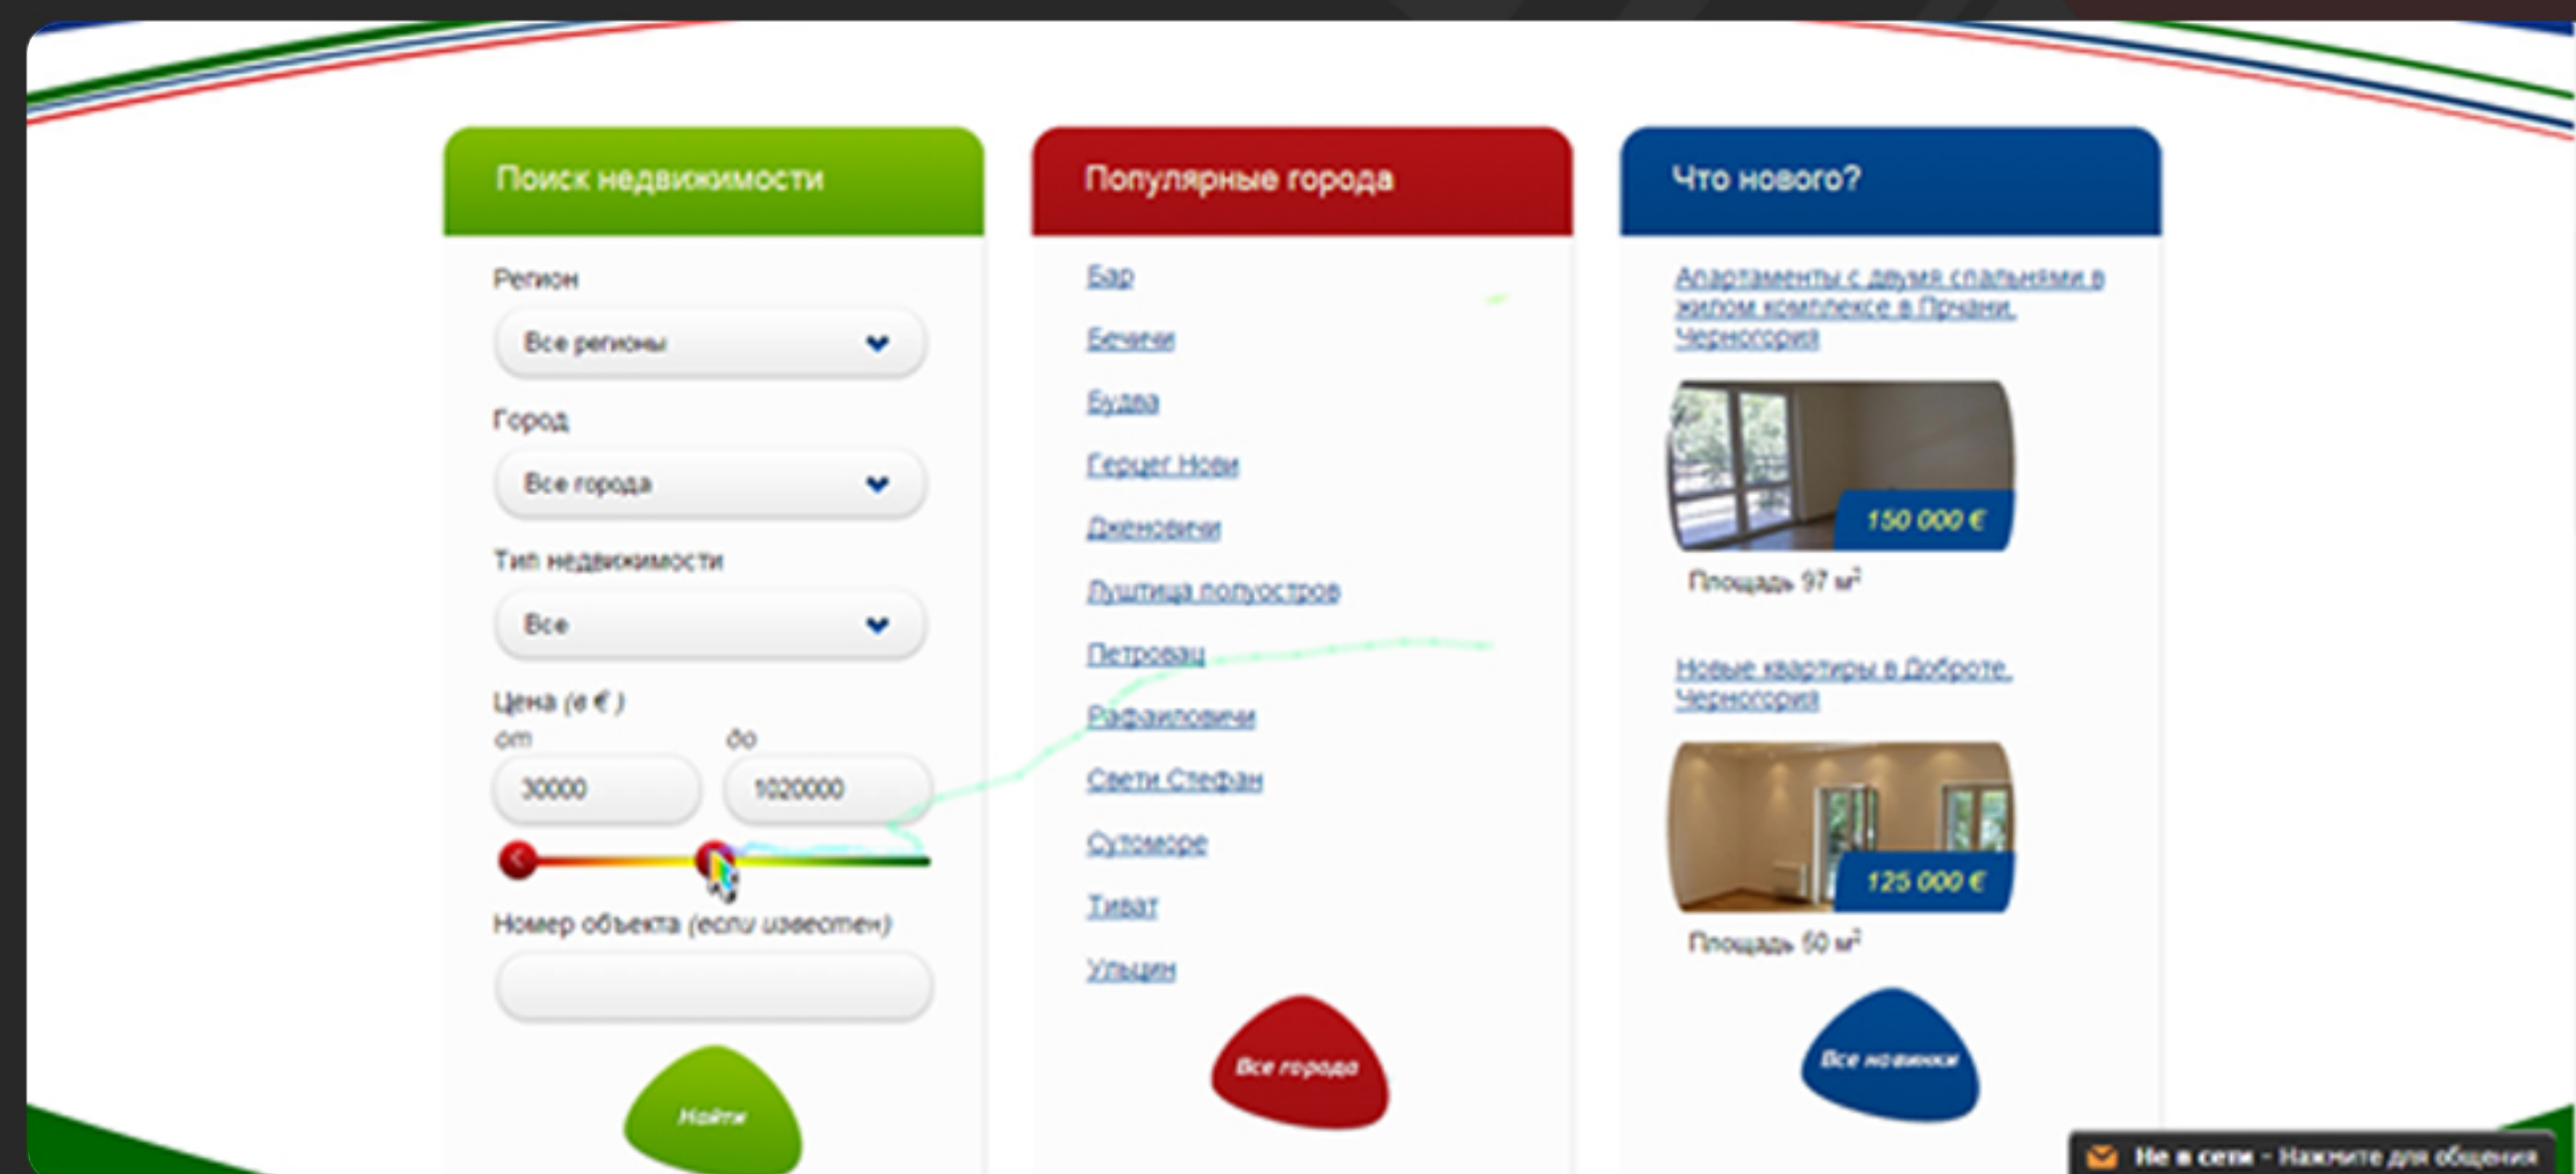 Поиск недвижимости
Регион
Все регионы
Город
Все города
Тип недвижимости
Все
Цена (в € )
от
до
30000
1020000
Номер объекта (если известен)
Найти
Популярные города
Бар
Бечичи
Будва
Герцег Нови
Дженовичи
Луштица полуостров
Петровац
Рафаиловичи
Свети Стефан
Сутоморе
Тиват
Ульцин
Все города
Что нового?
Апартаменты с двумя спальнями в
жилом комплексе в Прчани,
Черногория
150 000 €
Площадь 97 м²
Новые квартиры в Доброте,
Черногория
125 000 €
Площадь 50 м²
Все новинки
Не в сети - Нажмите для общения